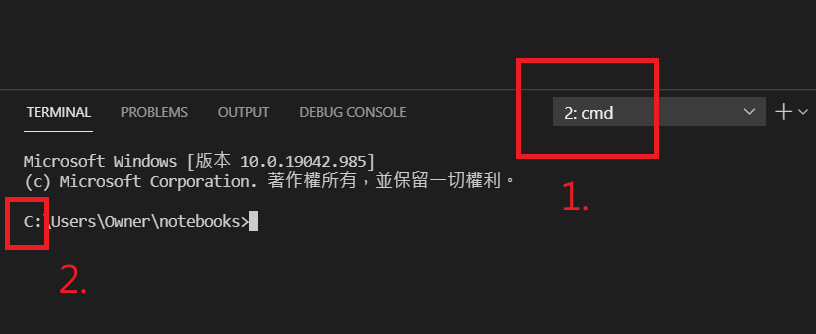 TERMINAL PROBLEMS OUTPUT DEBUG CONSOLE 2: cmd
1.
Microsoft Windows [版本 10.0.19042.985]
(c) Microsoft Corporation. 著作權所有，並保留一切權利。
C:\Users\Owner\notebooks>
2.